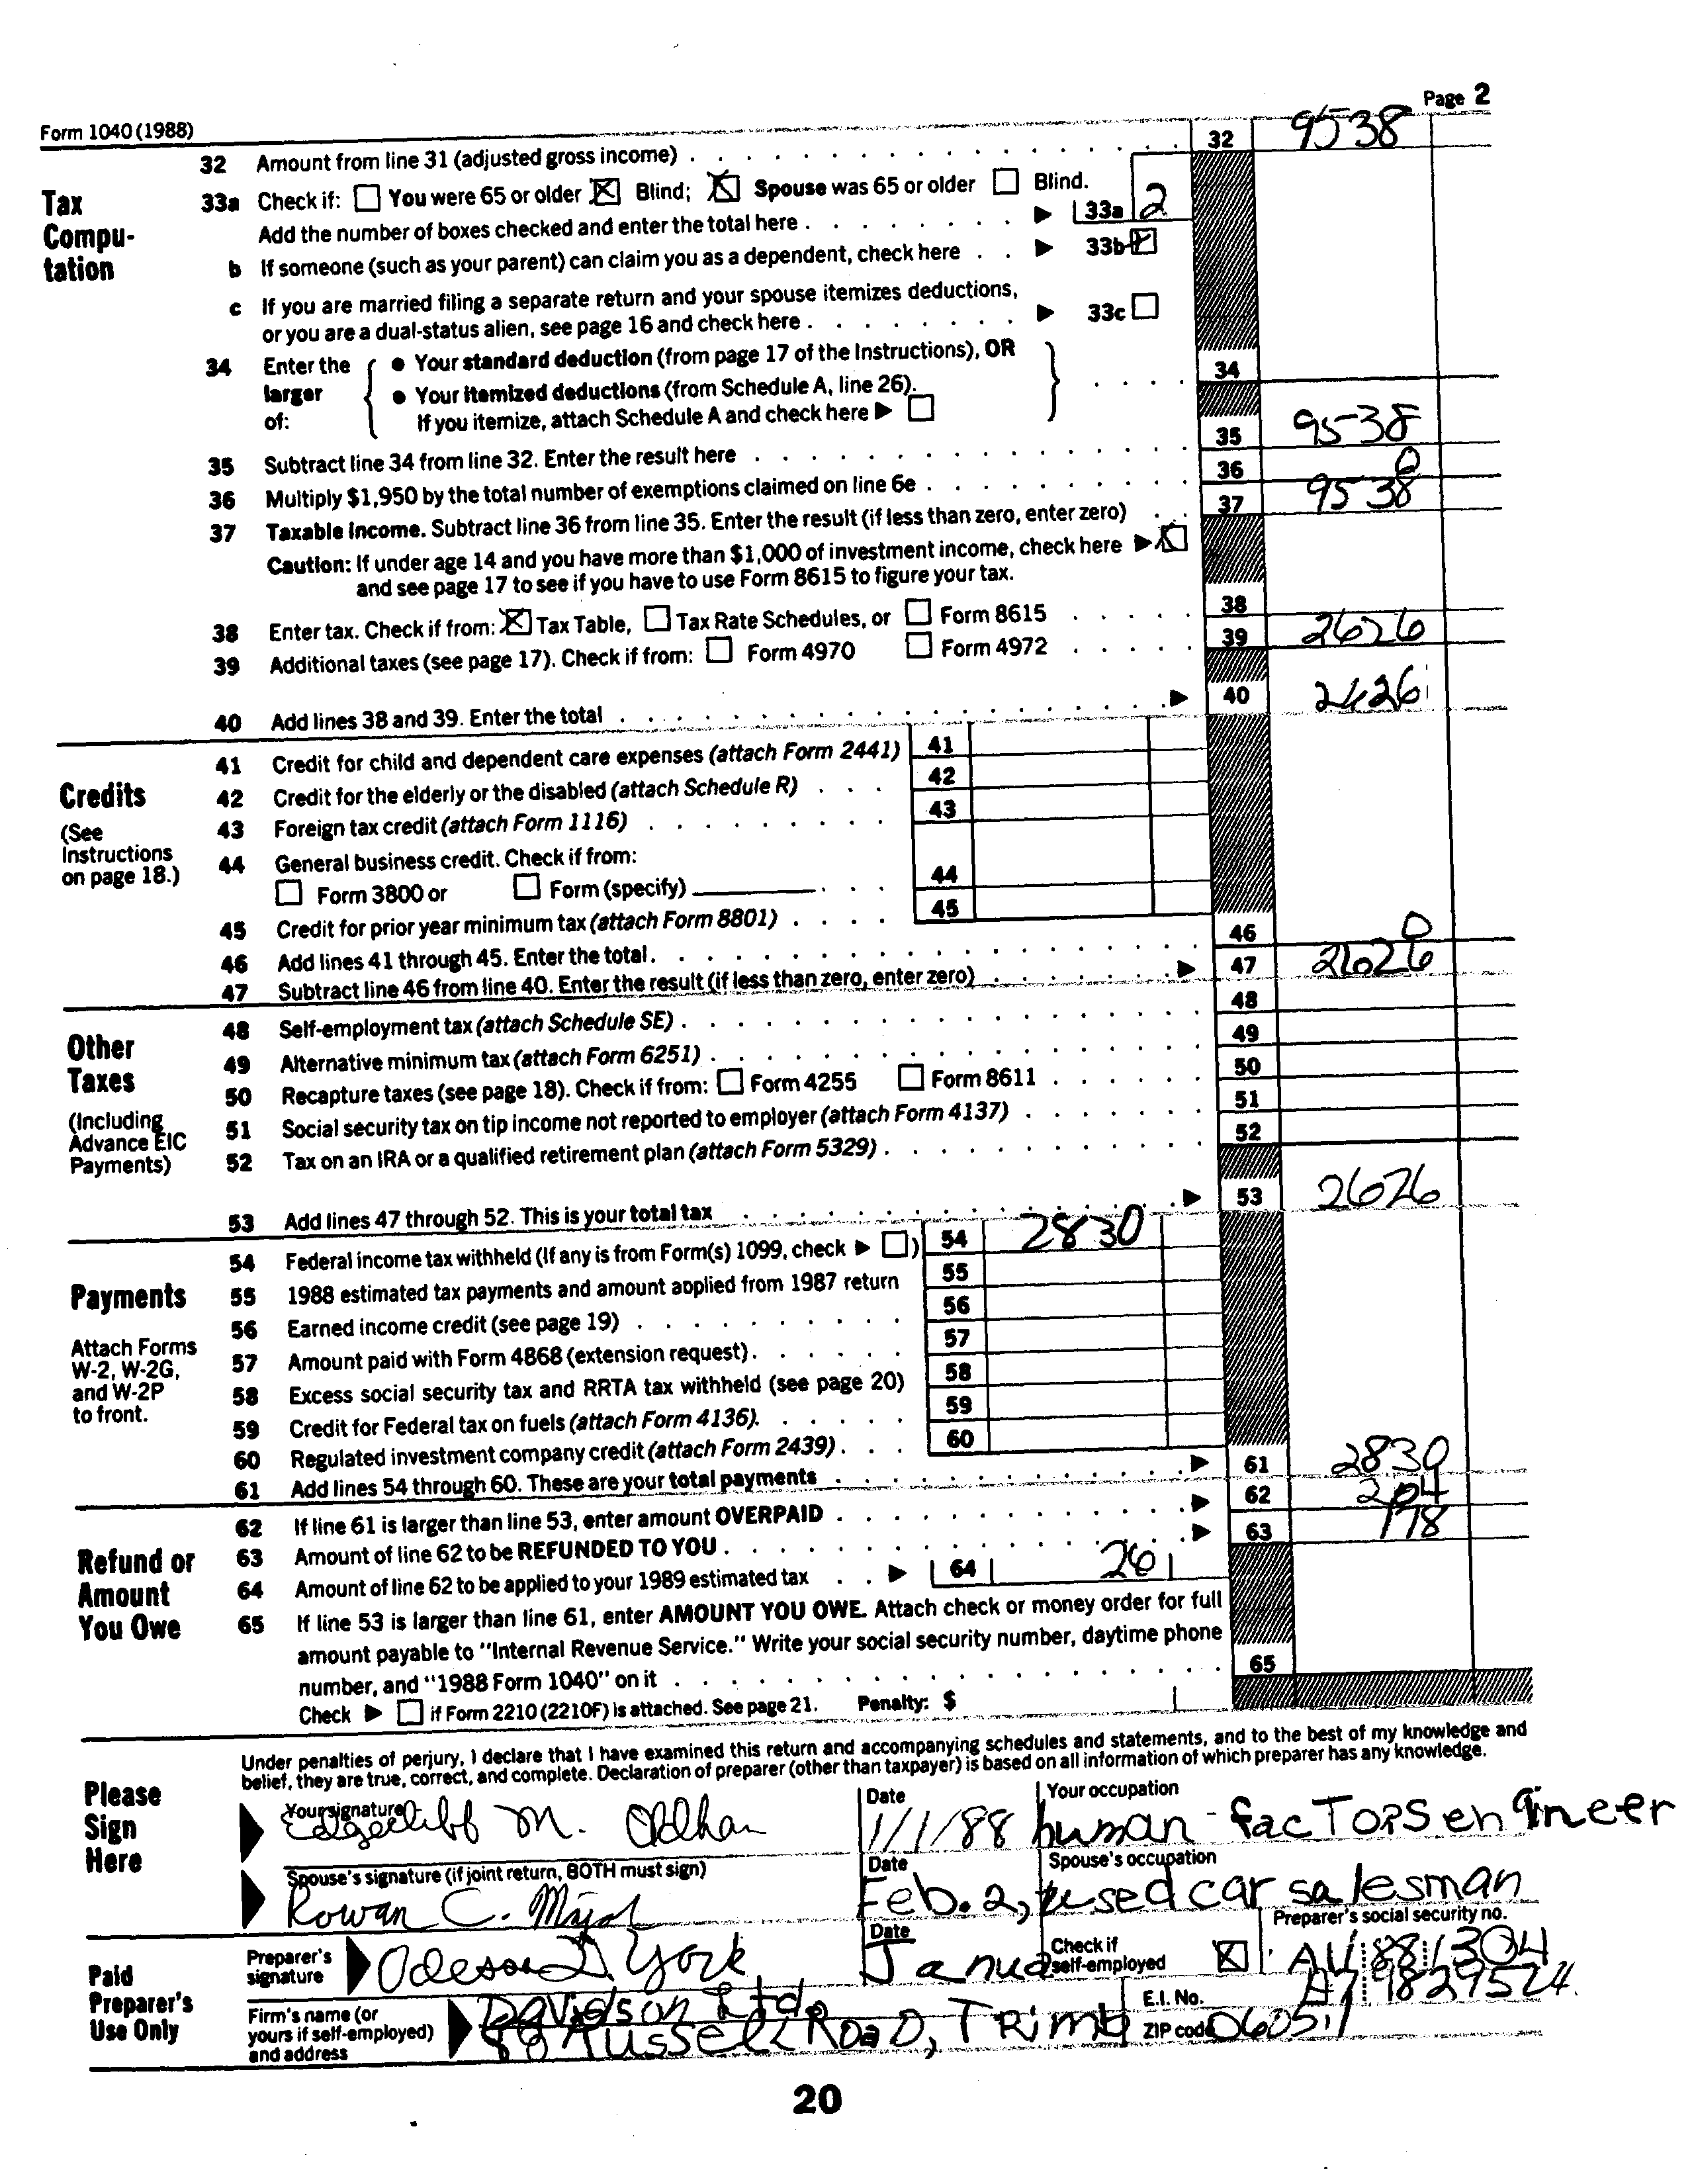 Page 2
Form 1040 (1988)
32 Amount from line 31 (adjusted gross income) 32 9538
Tax Compu-tation
33a Check if: You were 65 or older Blind; Spouse was 65 or older Blind.
Add the number of boxes checked and enter the total here 33a 2
b If someone (such as your parent) can claim you as a dependent, check here 33b
c If you are married filing a separate return and your spouse itemizes deductions,
or you are a dual-status alien, see page 16 and check here 33c
34 Enter the larger of:
• Your standard deduction (from page 17 of the Instructions), OR
• Your itemized deductions (from Schedule A, line 26).
If you itemize, attach Schedule A and check here
34
35 Subtract line 34 from line 32. Enter the result here 35 9538
36 Multiply $1,950 by the total number of exemptions claimed on line 6e 36 0
37 Taxable income. Subtract line 36 from line 35. Enter the result (if less than zero, enter zero) 37 9538
Caution: If under age 14 and you have more than $1,000 of investment income, check here
and see page 17 to see if you have to use Form 8615 to figure your tax.
38 Enter tax. Check if from: Tax Table, Tax Rate Schedules, or Form 8615 38
39 Additional taxes (see page 17). Check if from: Form 4970 Form 4972 39 2626
40 Add lines 38 and 39. Enter the total 40 2626
Credits
(See Instructions on page 18.)
41 Credit for child and dependent care expenses (attach Form 2441) 41
42 Credit for the elderly or the disabled (attach Schedule R) 42
43 Foreign tax credit (attach Form 1116) 43
44 General business credit. Check if from:
Form 3800 or Form (specify) 44
45 Credit for prior year minimum tax (attach Form 8801) 45
46 Add lines 41 through 45. Enter the total 46 0
47 Subtract line 46 from line 40. Enter the result (if less than zero, enter zero) 47 2626
Other Taxes
(Including Advance EIC Payments)
48 Self-employment tax (attach Schedule SE) 48
49 Alternative minimum tax (attach Form 6251) 49
50 Recapture taxes (see page 18). Check if from: Form 4255 Form 8611 50
51 Social security tax on tip income not reported to employer (attach Form 4137) 51
52 Tax on an IRA or a qualified retirement plan (attach Form 5329) 52
53 Add lines 47 through 52. This is your total tax 53 2626
Payments
Attach Forms W-2, W-2G, and W-2P to front.
54 Federal income tax withheld (If any is from Form(s) 1099, check ) 54 2830
55 1988 estimated tax payments and amount applied from 1987 return 55
56 Earned income credit (see page 19) 56
57 Amount paid with Form 4868 (extension request) 57
58 Excess social security tax and RRTA tax withheld (see page 20) 58
59 Credit for Federal tax on fuels (attach Form 4136) 59
60 Regulated investment company credit (attach Form 2439) 60
61 Add lines 54 through 60. These are your total payments 61 2830
Refund or Amount You Owe
62 If line 61 is larger than line 53, enter amount OVERPAID 62 204
63 Amount of line 62 to be REFUNDED TO YOU 63 178
64 Amount of line 62 to be applied to your 1989 estimated tax 64 26
65 If line 53 is larger than line 61, enter AMOUNT YOU OWE. Attach check or money order for full
amount payable to "Internal Revenue Service." Write your social security number, daytime phone
number, and "1988 Form 1040" on it 65
Check if Form 2210 (2210F) is attached. See page 21. Penalty: $
Please Sign Here
Under penalties of perjury, I declare that I have examined this return and accompanying schedules and statements, and to the best of my knowledge and
belief, they are true, correct, and complete. Declaration of preparer (other than taxpayer) is based on all information of which preparer has any knowledge.
Your signature Date Your occupation
Edgecliff M. Oldham 1/1/88 human-facTORS engineer
Spouse's signature (if joint return, BOTH must sign) Date Spouse's occupation
Rowan C. Major Feb. 2, used car salesman
Paid Preparer's Use Only
Preparer's signature Date Check if self-employed Preparer's social security no.
York Janua 881304
Firm's name (or yours if self-employed) and address E.I. No. ZIP code
Davidson Ltd. 9829524
Russell Road, Trimb 06051
20